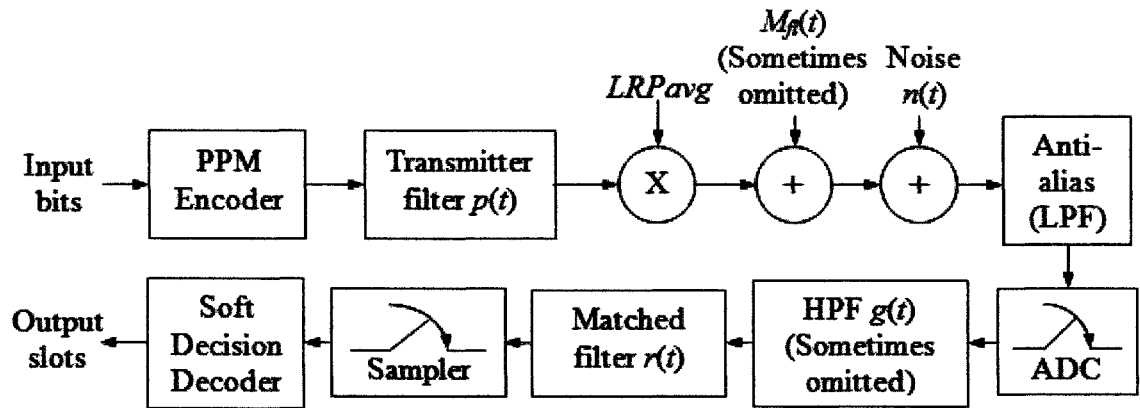 Input
bits
PPM
Encoder
Transmitter
filter p(t)
LRPavg
X
M_fl(t)
(Sometimes
omitted)
+
Noise
n(t)
+
Anti-
alias
(LPF)
ADC
HPF g(t)
(Sometimes
omitted)
Matched
filter r(t)
Sampler
Soft
Decision
Decoder
Output
slots